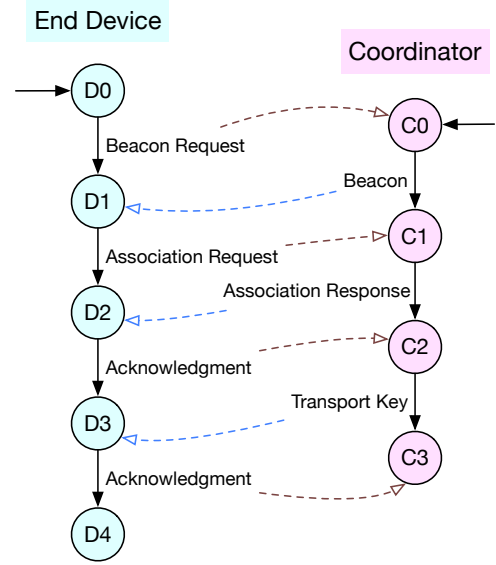 End Device
Coordinator
D0
C0
Beacon Request
Beacon
D1
C1
Association Request
Association Response
D2
C2
Acknowledgment
Transport Key
D3
C3
Acknowledgment
D4